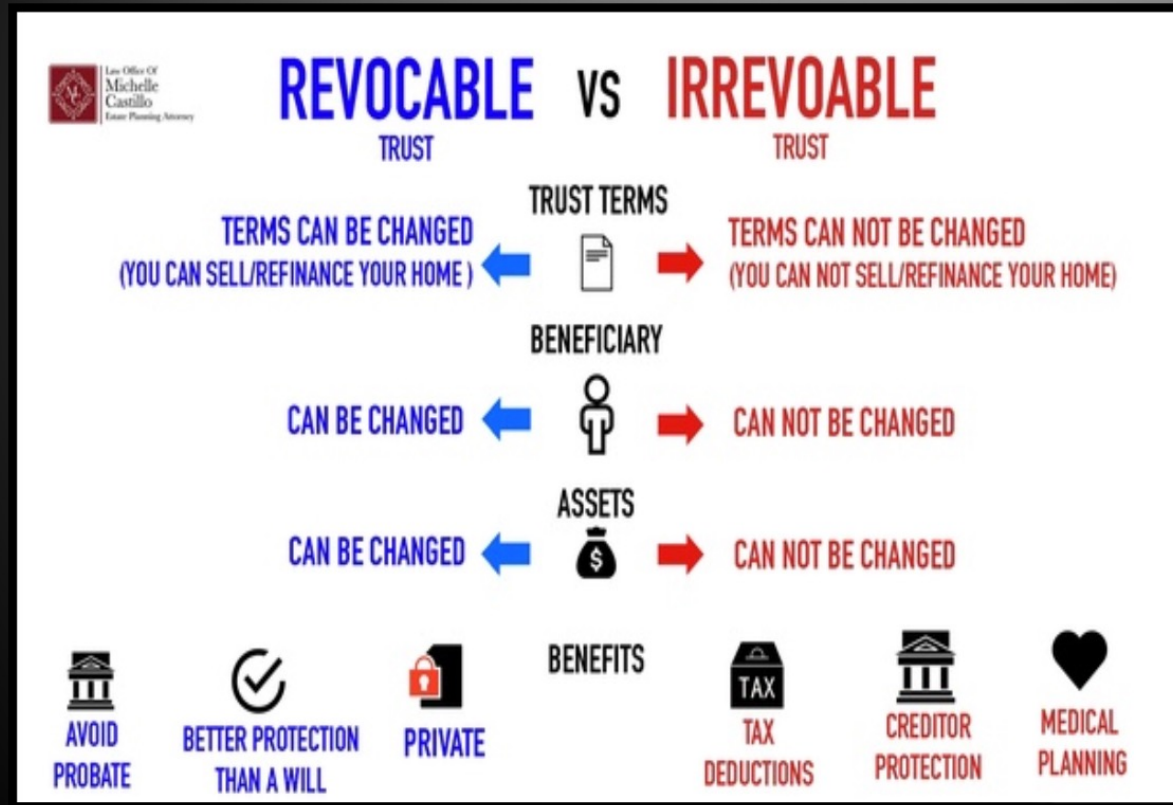 Law Office Of
Michelle
Castillo
Estate Planning Attorney
REVOCABLE VS IRREVOABLE
TRUST TRUST
TRUST TERMS
TERMS CAN BE CHANGED
(YOU CAN SELL/REFINANCE YOUR HOME )
TERMS CAN NOT BE CHANGED
(YOU CAN NOT SELL/REFINANCE YOUR HOME)
BENEFICIARY
CAN BE CHANGED
CAN NOT BE CHANGED
ASSETS
$
CAN BE CHANGED
CAN NOT BE CHANGED
BENEFITS
AVOID
PROBATE
BETTER PROTECTION
THAN A WILL
PRIVATE
TAX
TAX
DEDUCTIONS
CREDITOR
PROTECTION
MEDICAL
PLANNING